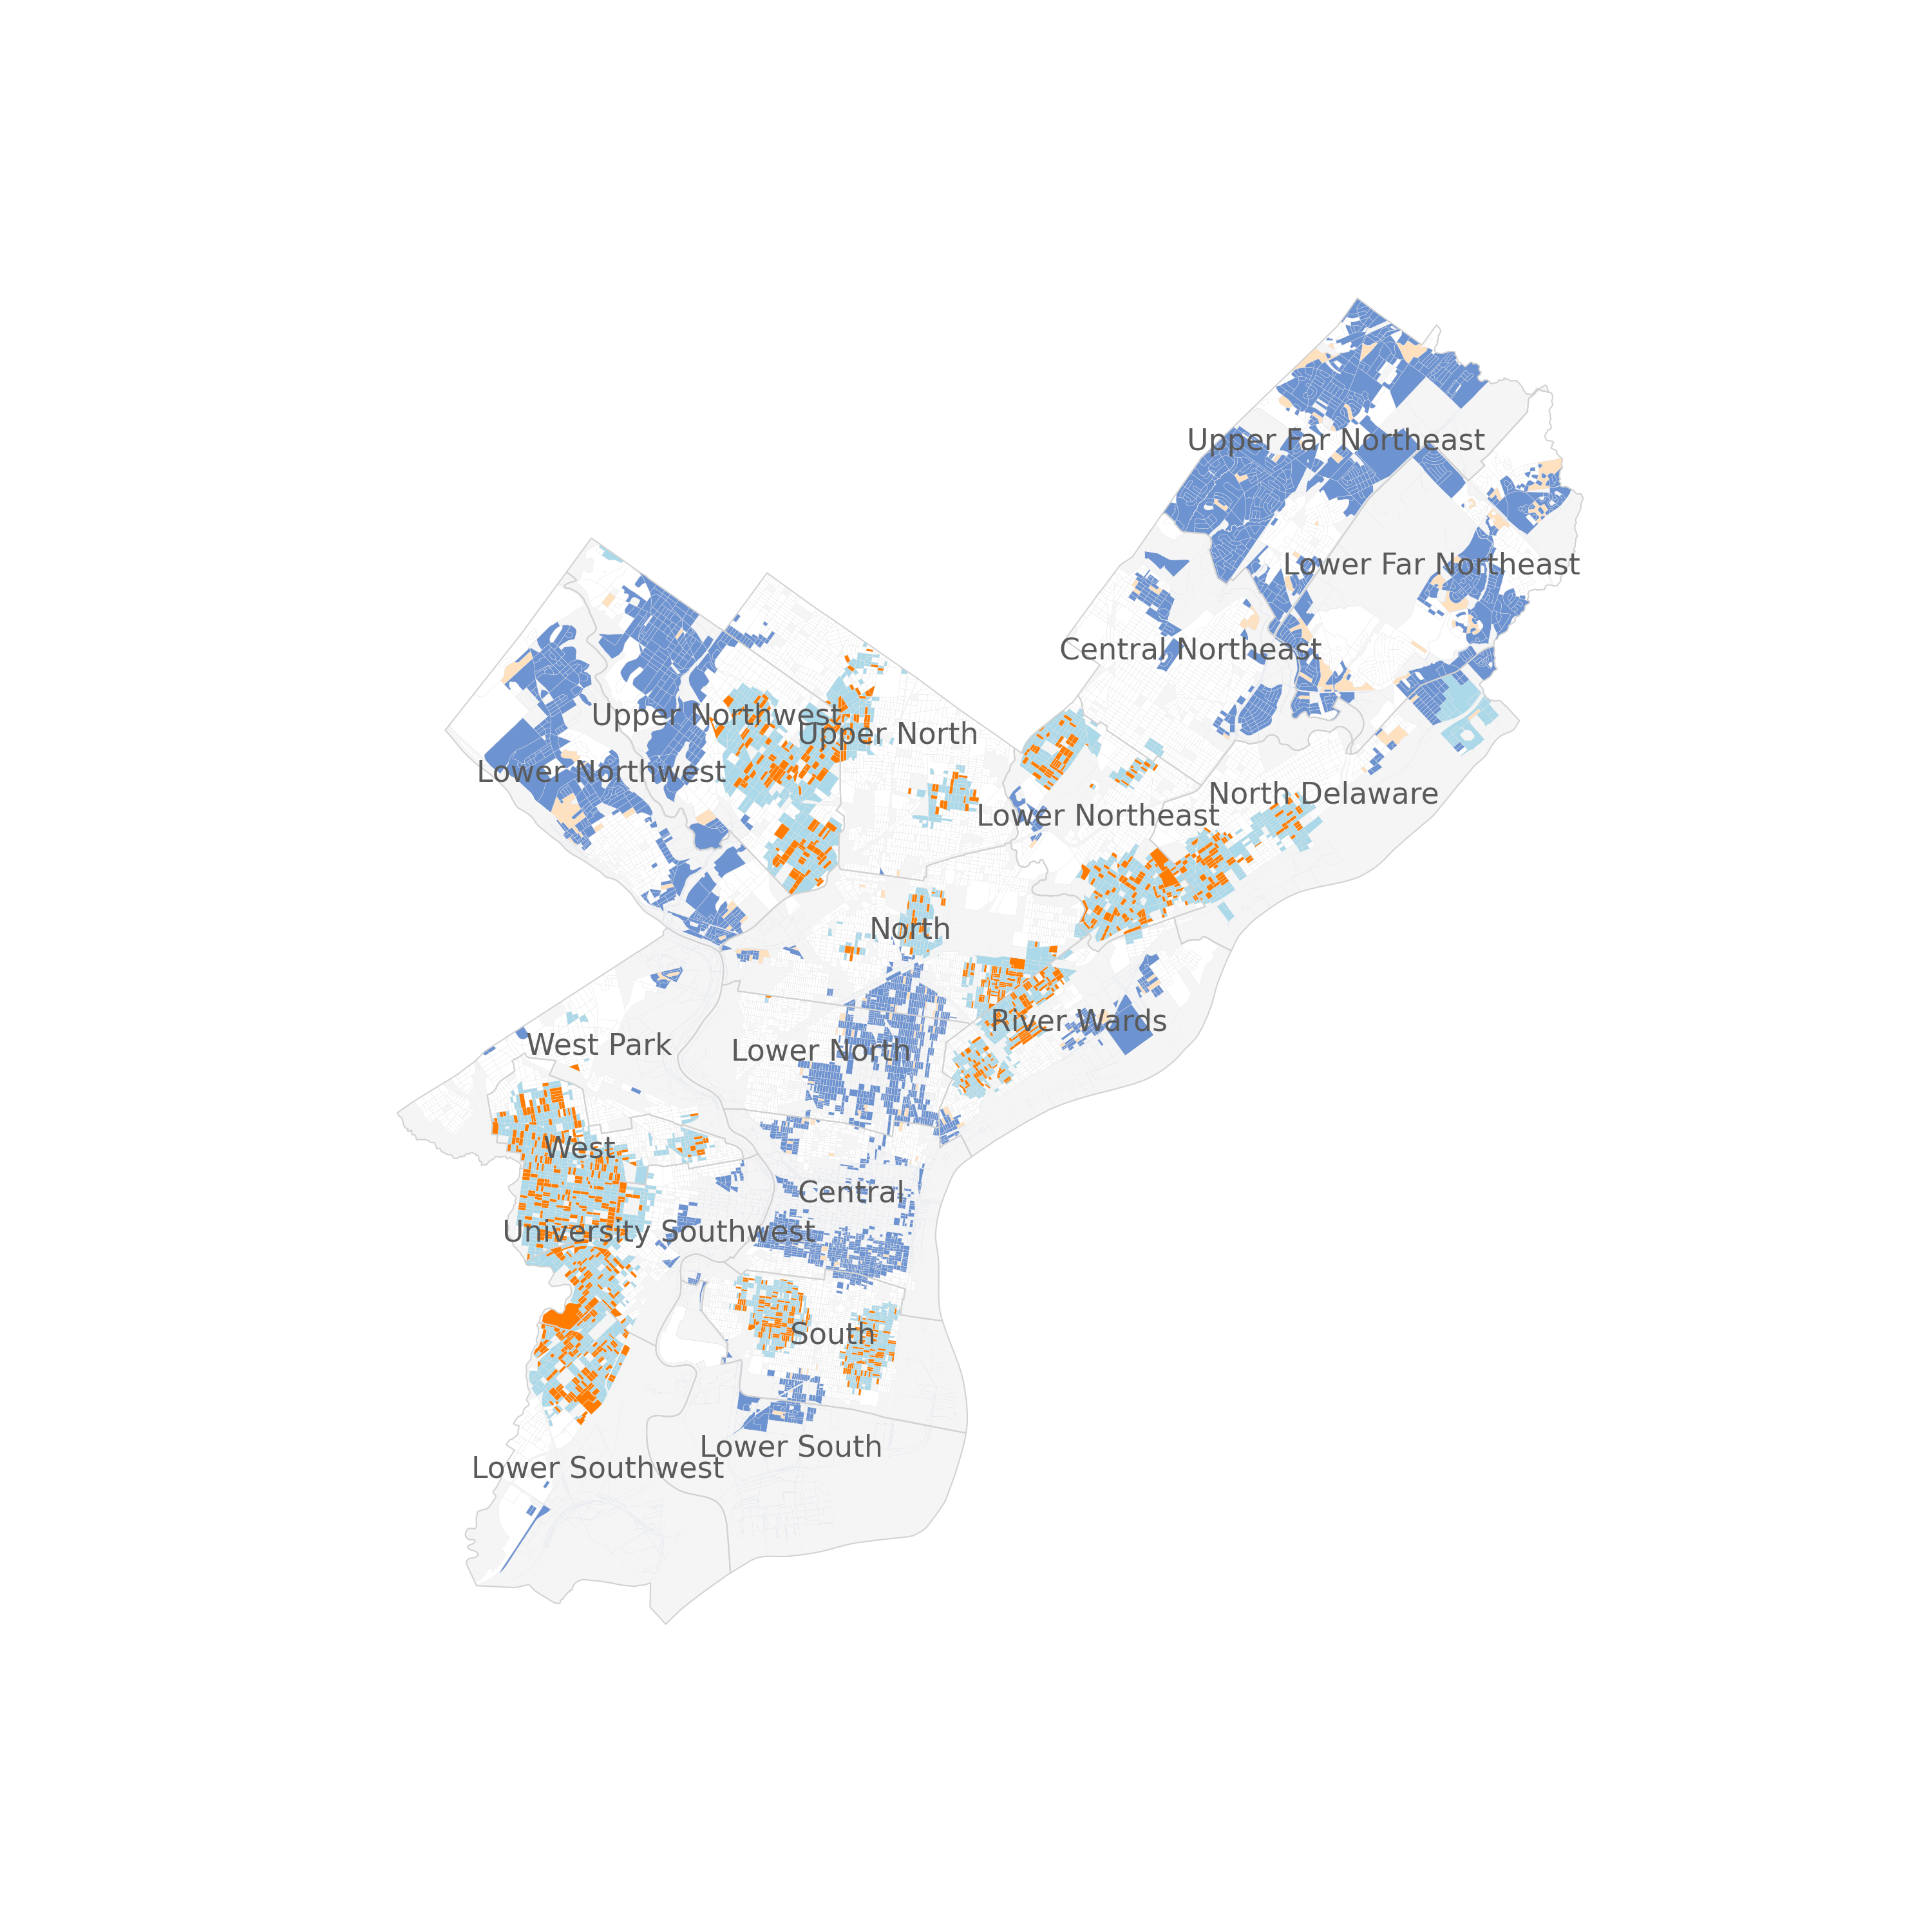 Upper Far Northeast
Lower Far Northeast
Central Northeast
Upper Northwest
Upper North
Lower Northwest
North Delaware
Lower Northeast
North
River Wards
West Park
Lower North
West
Central
University Southwest
South
Lower South
Lower Southwest